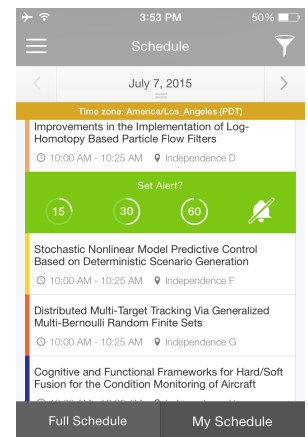 3:53 PM
50%
Schedule
July 7, 2015
Time zone: America/Los_Angeles (PDT)
Improvements in the Implementation of Log-
Homotopy Based Particle Flow Filters
10:00 AM - 10:25 AM Independence D
Set Alert?
15 30 60
Stochastic Nonlinear Model Predictive Control
Based on Deterministic Scenario Generation
10:00 AM - 10:25 AM Independence F
Distributed Multi-Target Tracking Via Generalized
Multi-Bernoulli Random Finite Sets
10:00 AM - 10:25 AM Independence G
Cognitive and Functional Frameworks for Hard/Soft
Fusion for the Condition Monitoring of Aircraft
Full Schedule My Schedule